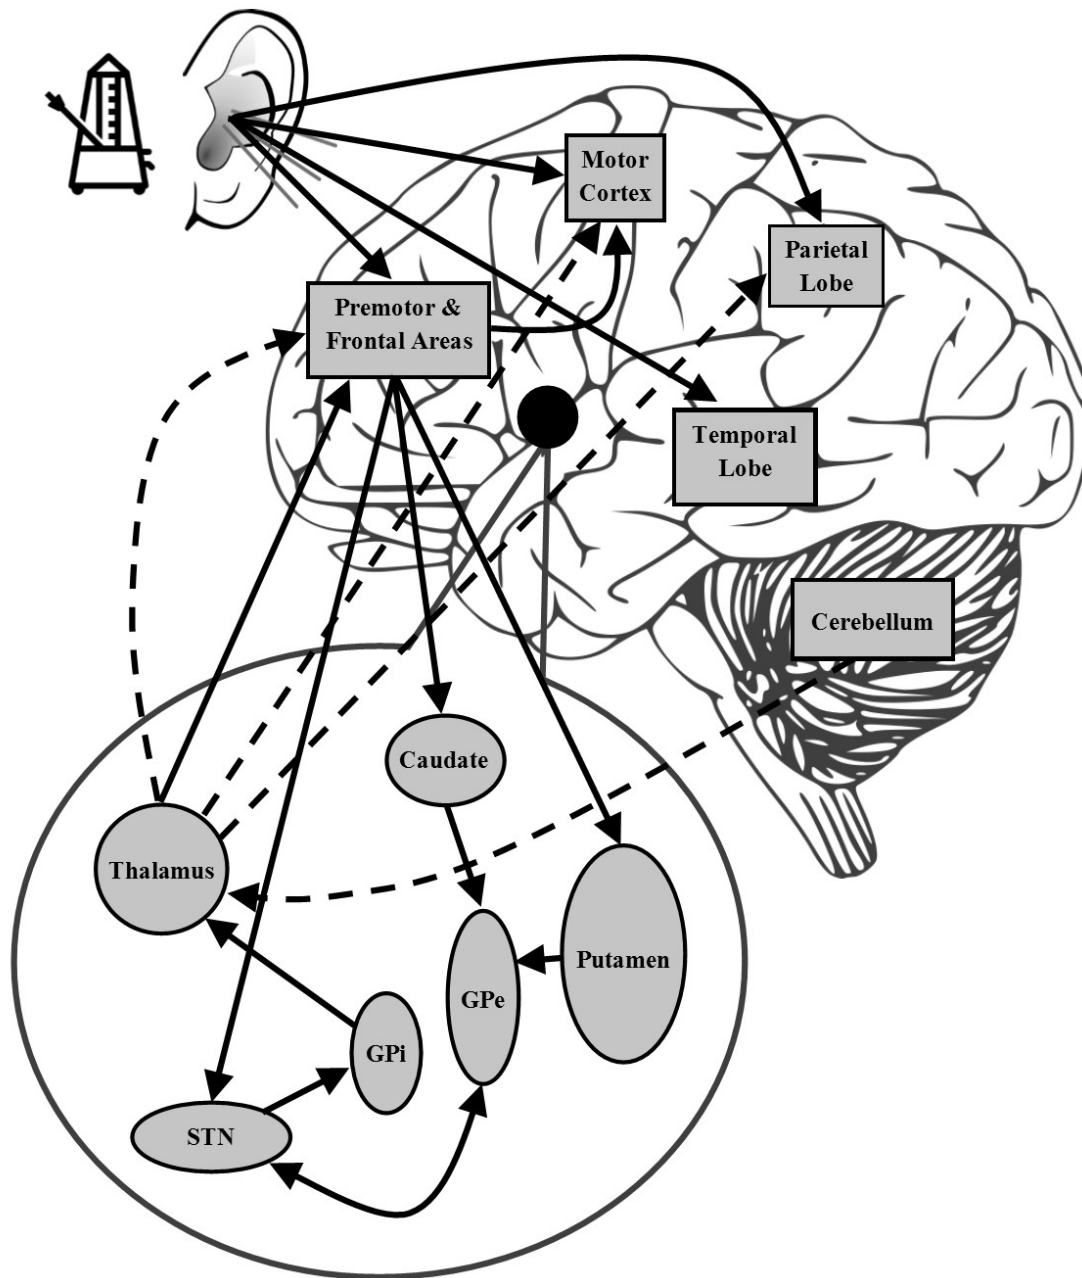 Motor
Cortex
Parietal
Lobe
Premotor &
Frontal Areas
Temporal
Lobe
Cerebellum
Caudate
Thalamus
Putamen
GPe
GPi
STN